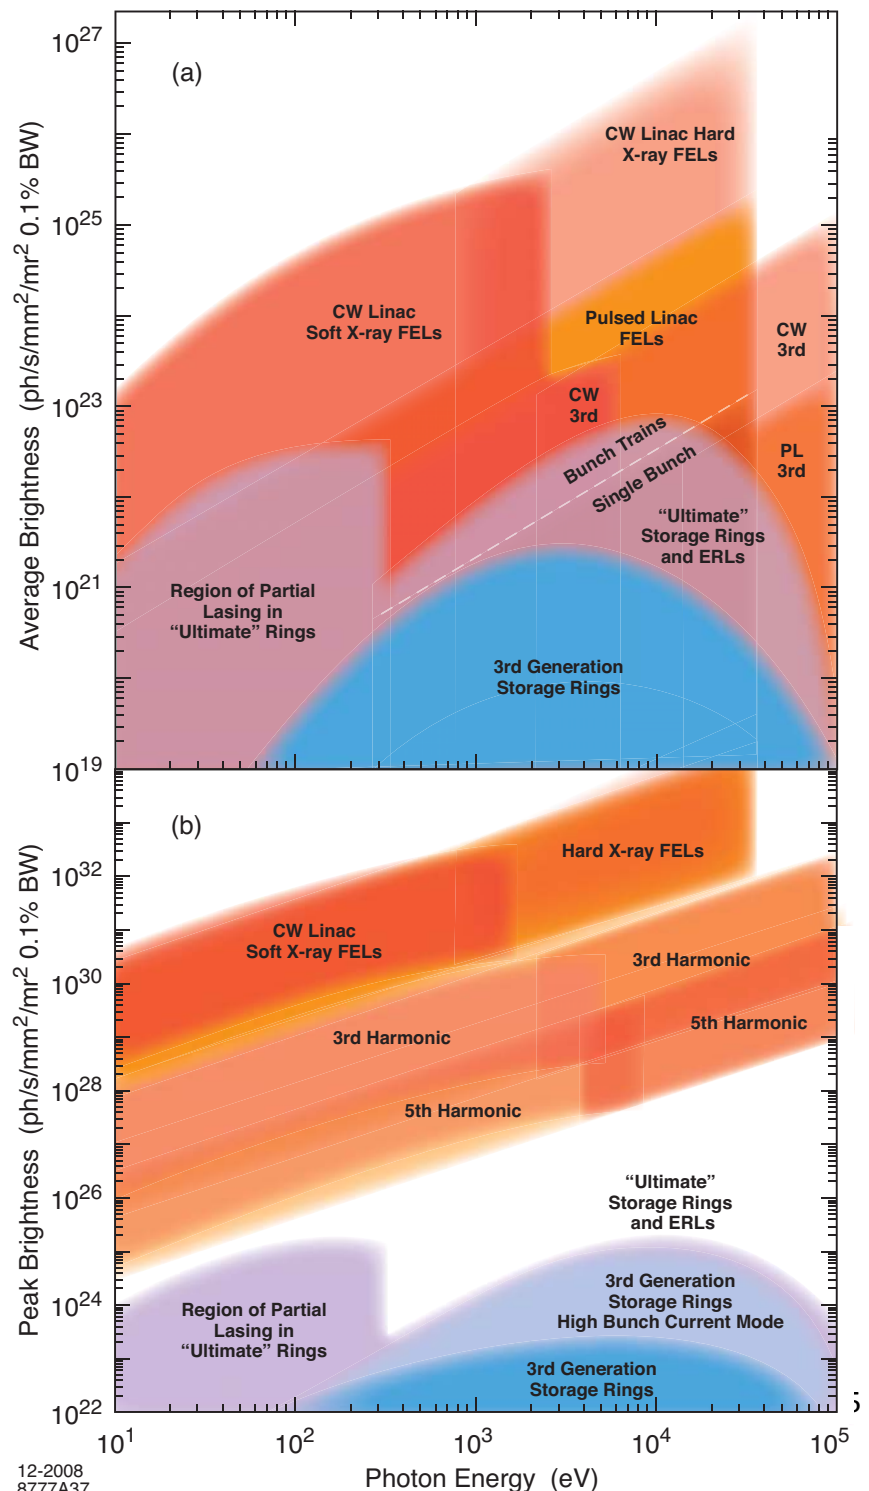 (a)
10^27
10^25
10^23
10^21
10^19
Average Brightness (ph/s/mm^2/mr^2 0.1% BW)
CW Linac Hard
X-ray FELs
CW Linac
Soft X-ray FELs
Pulsed Linac
FELs
CW
3rd
CW
3rd
PL
3rd
Bunch Trains
Single Bunch
“Ultimate”
Storage Rings
and ERLs
Region of Partial
Lasing in
“Ultimate” Rings
3rd Generation
Storage Rings
(b)
10^32
10^30
10^28
10^26
10^24
10^22
Peak Brightness (ph/s/mm^2/mr^2 0.1% BW)
Hard X-ray FELs
CW Linac
Soft X-ray FELs
3rd Harmonic
3rd Harmonic
5th Harmonic
5th Harmonic
“Ultimate”
Storage Rings
and ERLs
3rd Generation
Storage Rings
High Bunch Current Mode
Region of Partial
Lasing in
“Ultimate” Rings
3rd Generation
Storage Rings
5
10^1 10^2 10^3 10^4 10^5
Photon Energy (eV)
12-2008
8777A37